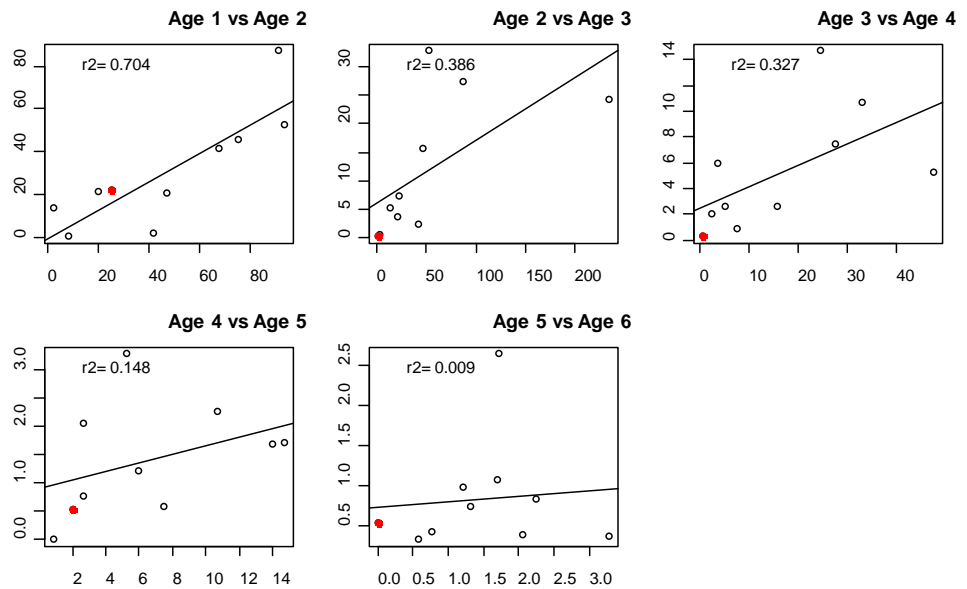 Age 1 vs Age 2
r2= 0.704
0 20 40 60 80
0 20 40 60 80
Age 2 vs Age 3
r2= 0.386
0 5 10 20 30
0 50 100 150 200
Age 3 vs Age 4
r2= 0.327
0 2 4 6 8 10 14
0 10 20 30 40
Age 4 vs Age 5
r2= 0.148
0.0 1.0 2.0 3.0
2 4 6 8 10 12 14
Age 5 vs Age 6
r2= 0.009
0.5 1.0 1.5 2.0 2.5
0.0 0.5 1.0 1.5 2.0 2.5 3.0